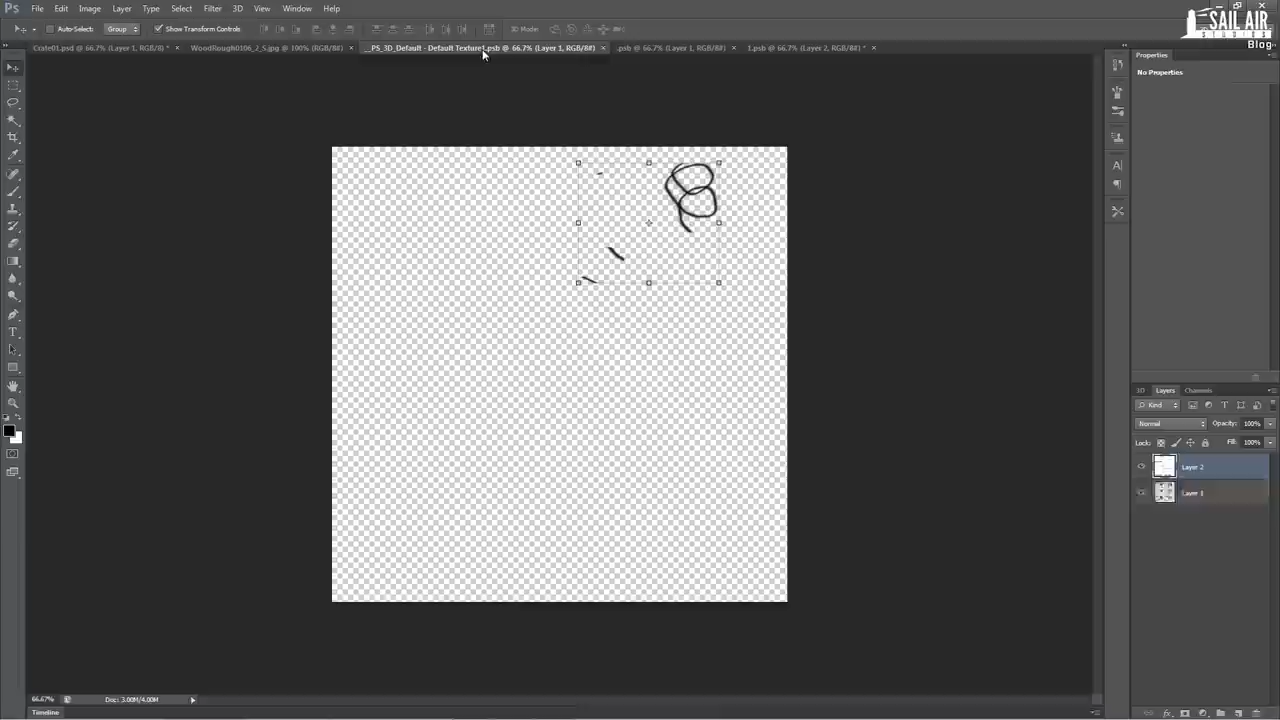 Ps File Edit Image Layer Type Select Filter 3D View Window Help
Auto-Select: Group Show Transform Controls 3D Mode:
SAIL AIR
STUDIOS
Blog
Crate01.psd @ 66.7% (Layer 1, RGB/8) * × WoodRough0106_2_S.jpg @ 100% (RGB/8#) × __PS_3D_Default - Default Texture1.psb @ 66.7% (Layer 1, RGB/8#) × .psb @ 66.7% (Layer 1, RGB/8#) × 1.psb @ 66.7% (Layer 2, RGB/8#) * ×
Properties
No Properties
3D Layers Channels
Kind
Normal Opacity: 100%
Lock: Fill: 100%
Layer 2
Layer 1
66.67% Doc: 3.00M/4.00M
Timeline